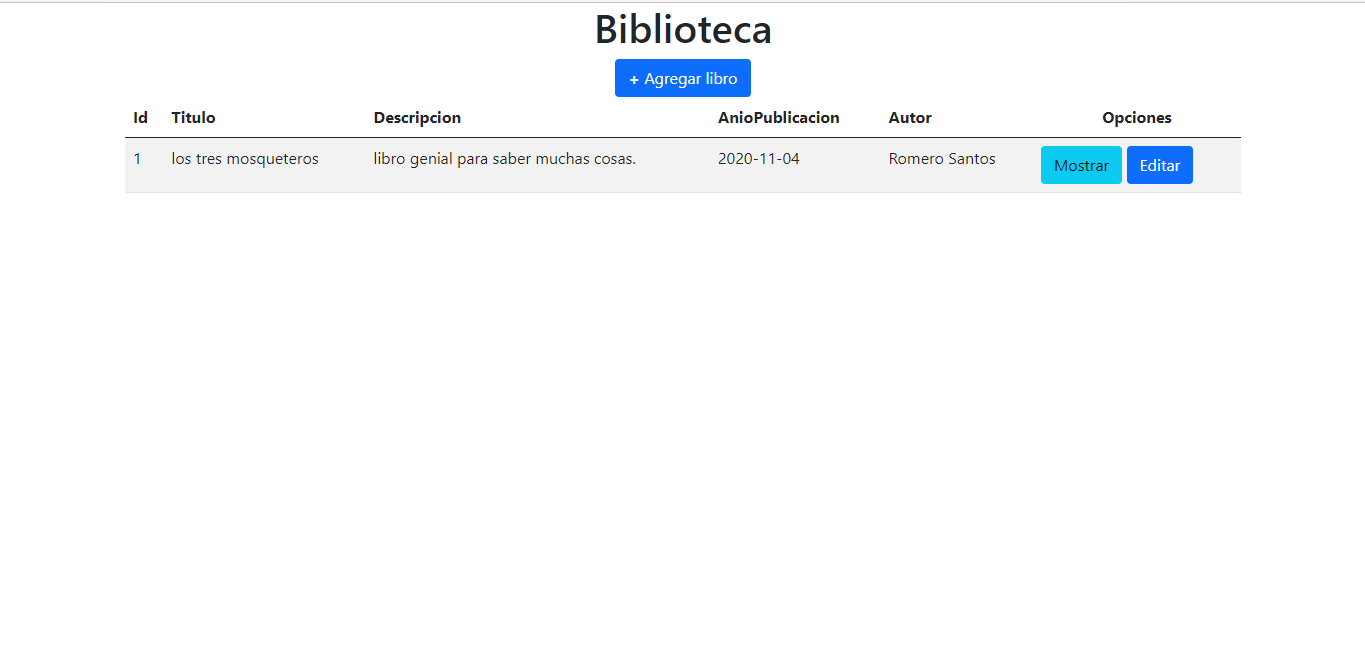 Biblioteca
+ Agregar libro
Id Titulo Descripcion AnioPublicacion Autor Opciones
1 los tres mosqueteros libro genial para saber muchas cosas. 2020-11-04 Romero Santos Mostrar Editar